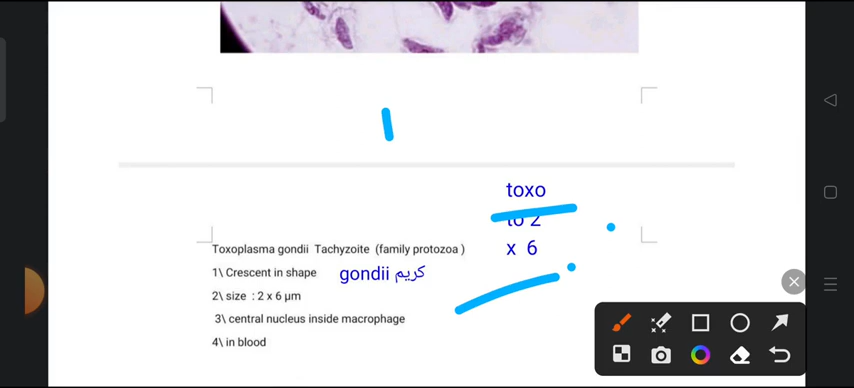 toxo
to 2
x 6
Toxoplasma gondii Tachyzoite (family protozoa )
1\ Crescent in shape
gondii كريم
2\ size : 2 x 6 µm
3\ central nucleus inside macrophage
4\ in blood